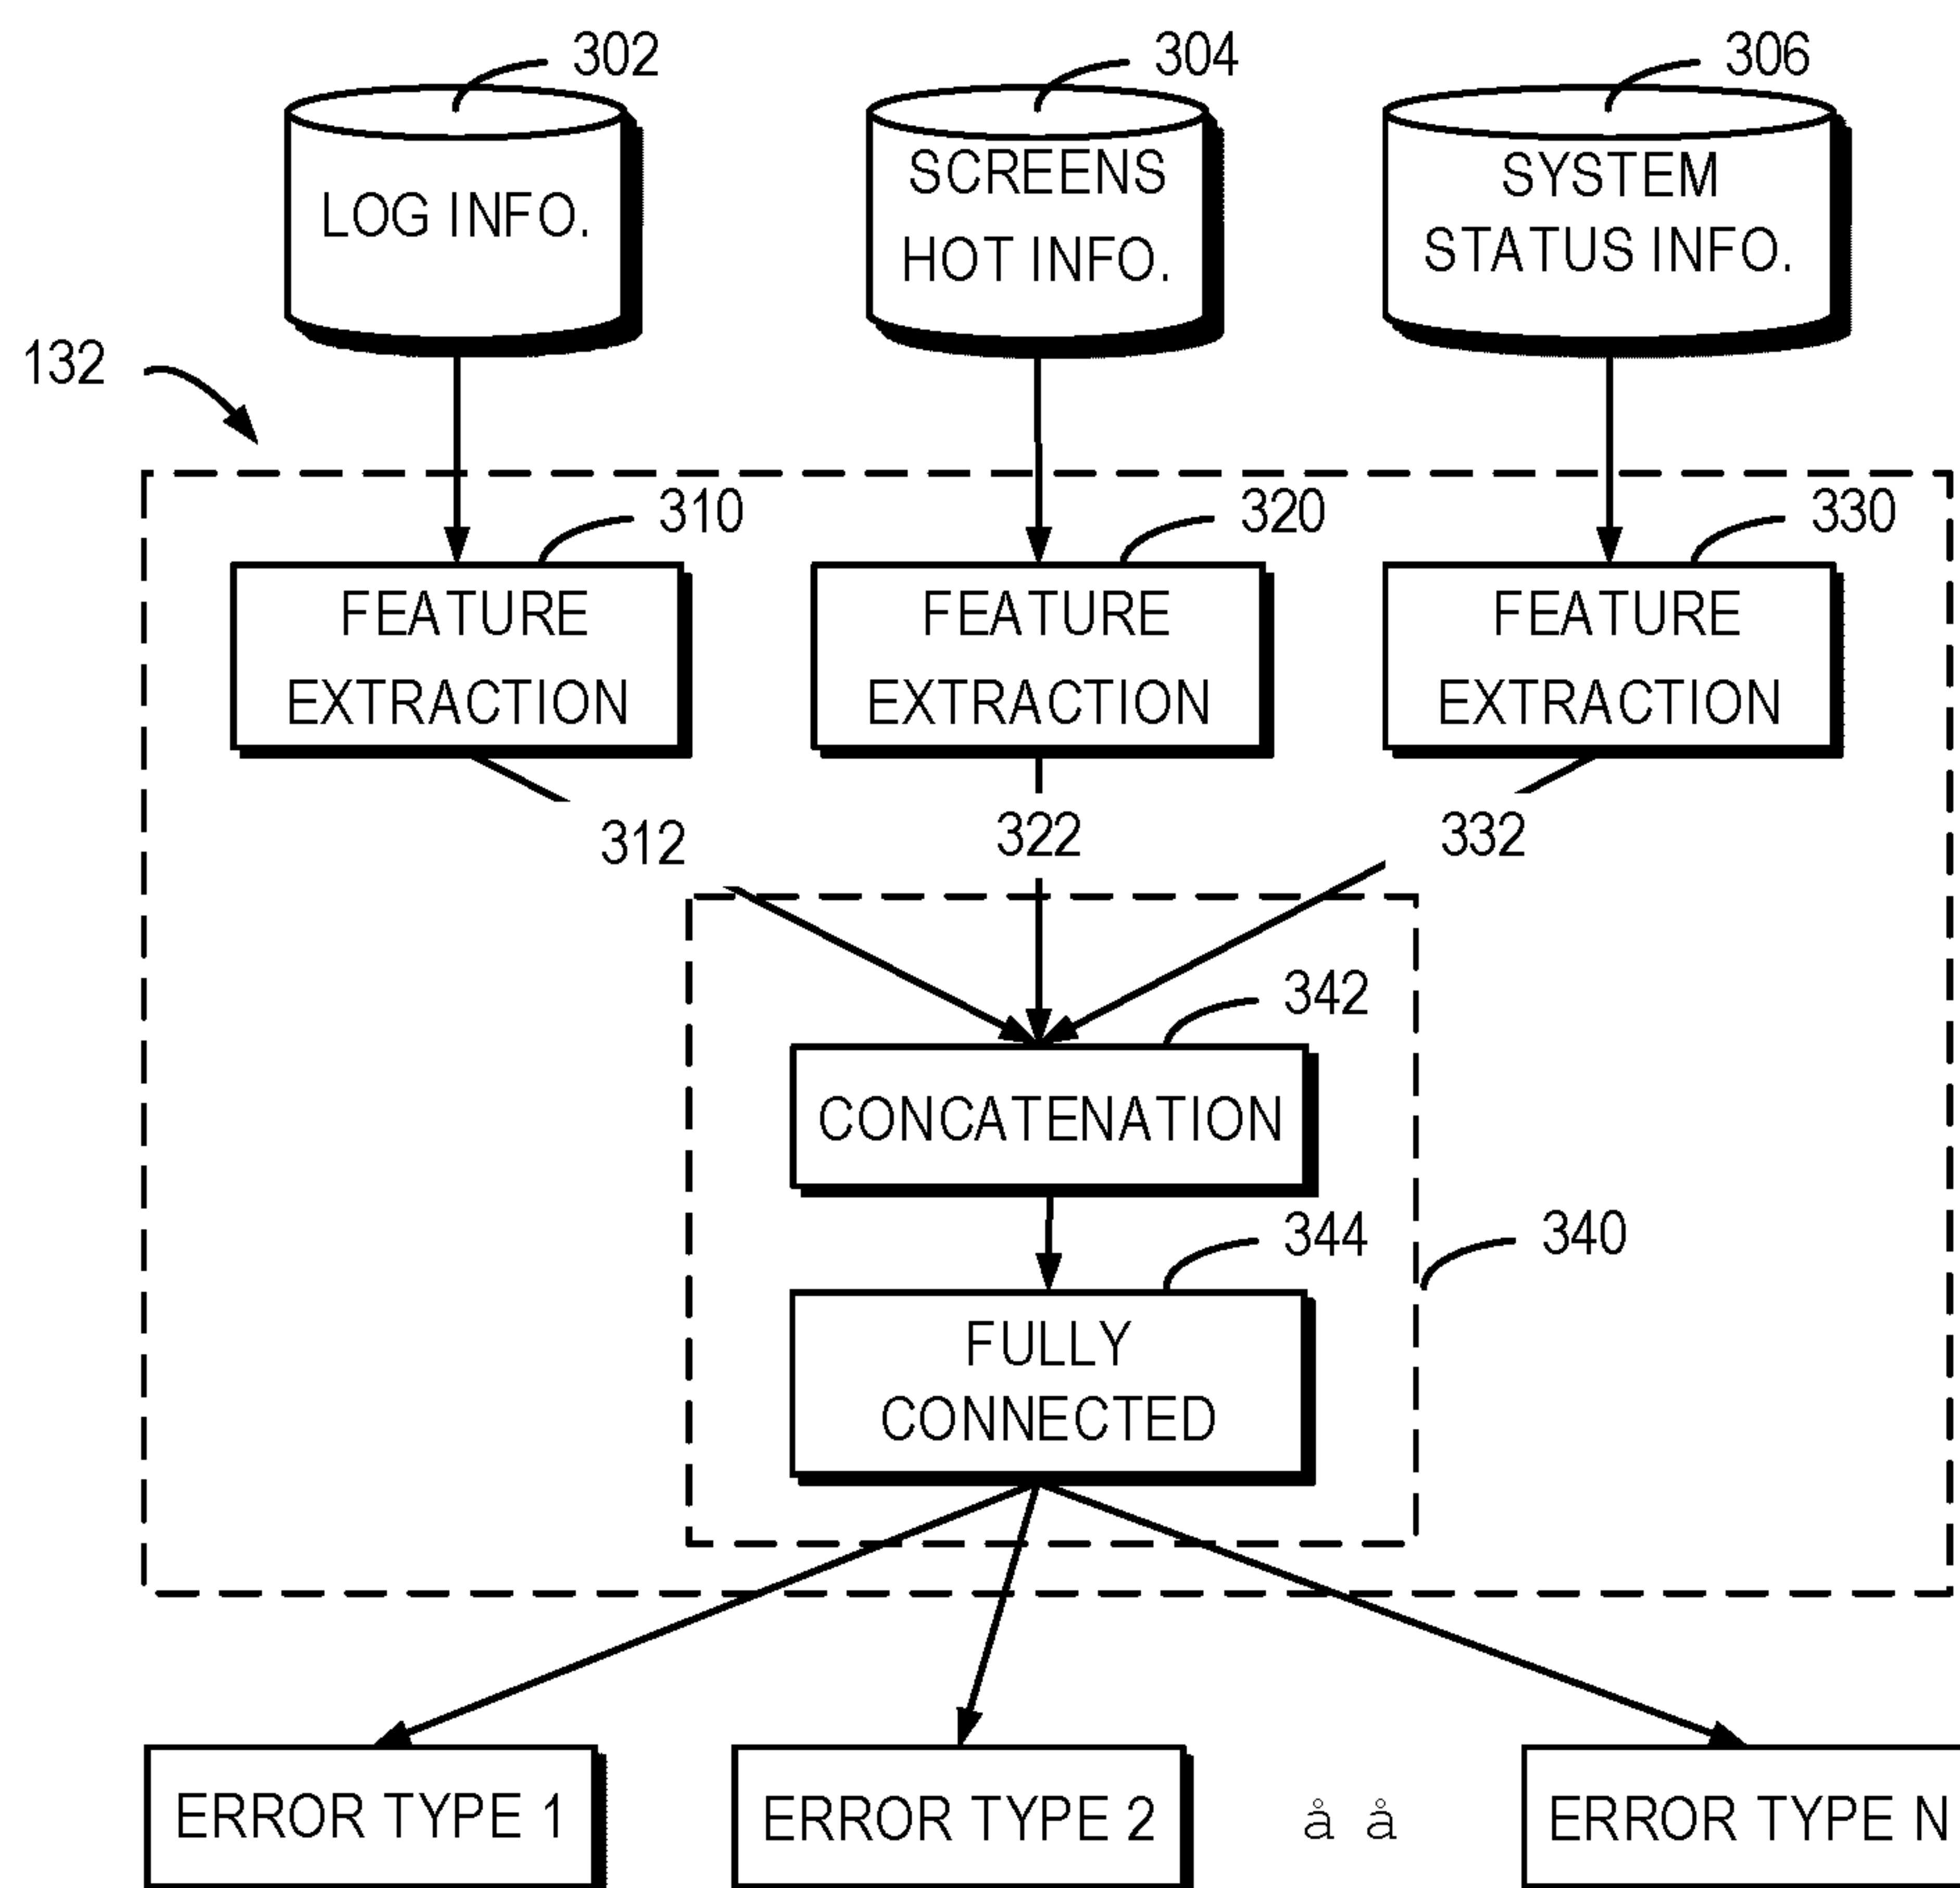 302
304
306
LOG INFO.
SCREENS
HOT INFO.
SYSTEM
STATUS INFO.
132
310
320
330
FEATURE
EXTRACTION
FEATURE
EXTRACTION
FEATURE
EXTRACTION
312
322
332
342
CONCATENATION
344
340
FULLY
CONNECTED
ERROR TYPE 1
ERROR TYPE 2
å å
ERROR TYPE N